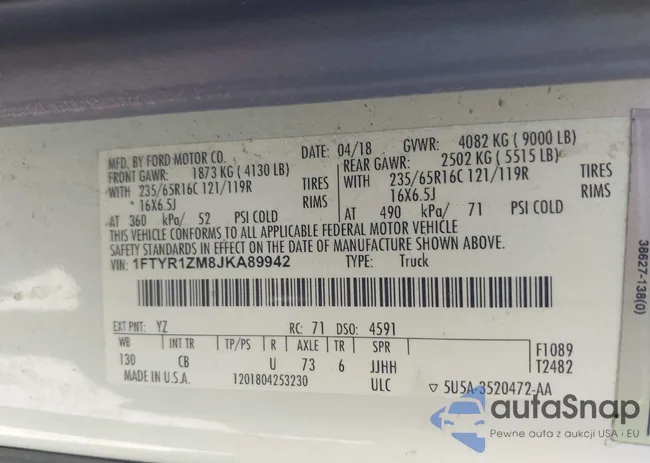 MFD. BY FORD MOTOR CO. DATE: 04/18 GVWR: 4082 KG ( 9000 LB)
FRONT GAWR: 1873 KG ( 4130 LB) REAR GAWR: 2502 KG ( 5515 LB)
WITH 235/65R16C 121/119R TIRES WITH 235/65R16C 121/119R TIRES
16X6.5J RIMS 16X6.5J RIMS
AT 360 kPa/ 52 PSI COLD AT 490 kPa/ 71 PSI COLD
THIS VEHICLE CONFORMS TO ALL APPLICABLE FEDERAL MOTOR VEHICLE
SAFETY STANDARDS IN EFFECT ON THE DATE OF MANUFACTURE SHOWN ABOVE.
VIN: 1FTYR1ZM8JKA89942 TYPE: Truck
EXT PNT: YZ RC: 71 DSO: 4591
WB INT TR TP/PS R AXLE TR SPR F1089
130 CB U 73 6 JJHH T2482
MADE IN U.S.A. 1201804253230 ULC ▽ 5U5A-3520472-AA
38627-138(0)
autaSnap
Pewne auta z aukcji USA i EU